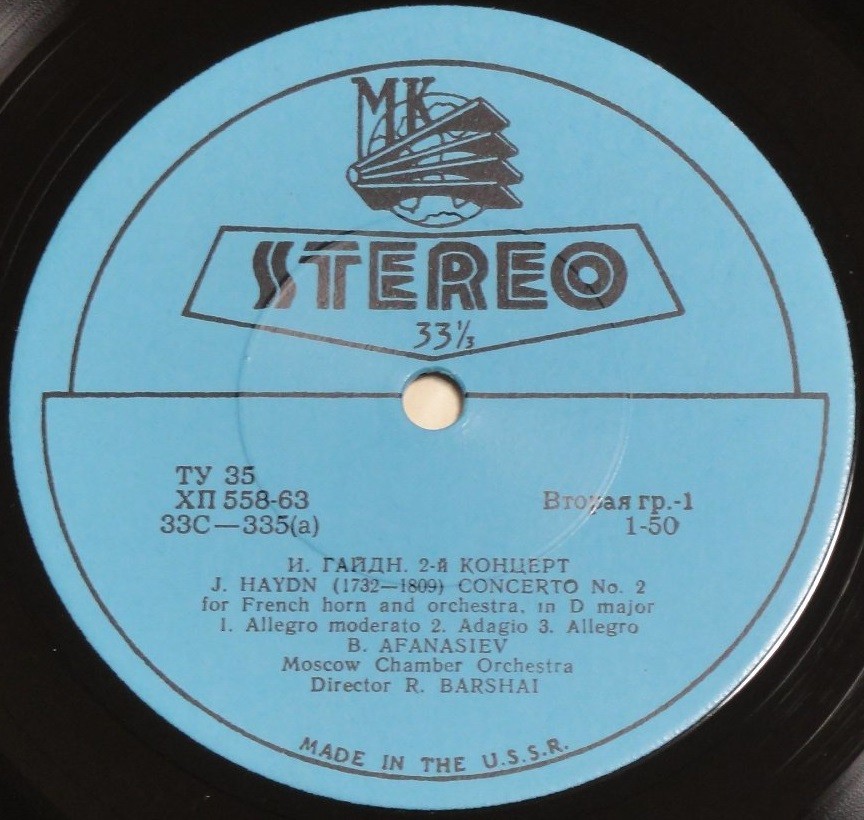 МК
STEREO
33⅓
ТУ 35
ХП 558-63
33С—335(а)
Вторая гр.-1
1-50
И. ГАЙДН. 2-й КОНЦЕРТ
J. HAYDN (1732—1809) CONCERTO No. 2
for French horn and orchestra, in D major
1. Allegro moderato 2. Adagio 3. Allegro
B. AFANASIEV
Moscow Chamber Orchestra
Director R. BARSHAI
MADE IN THE U.S.S.R.